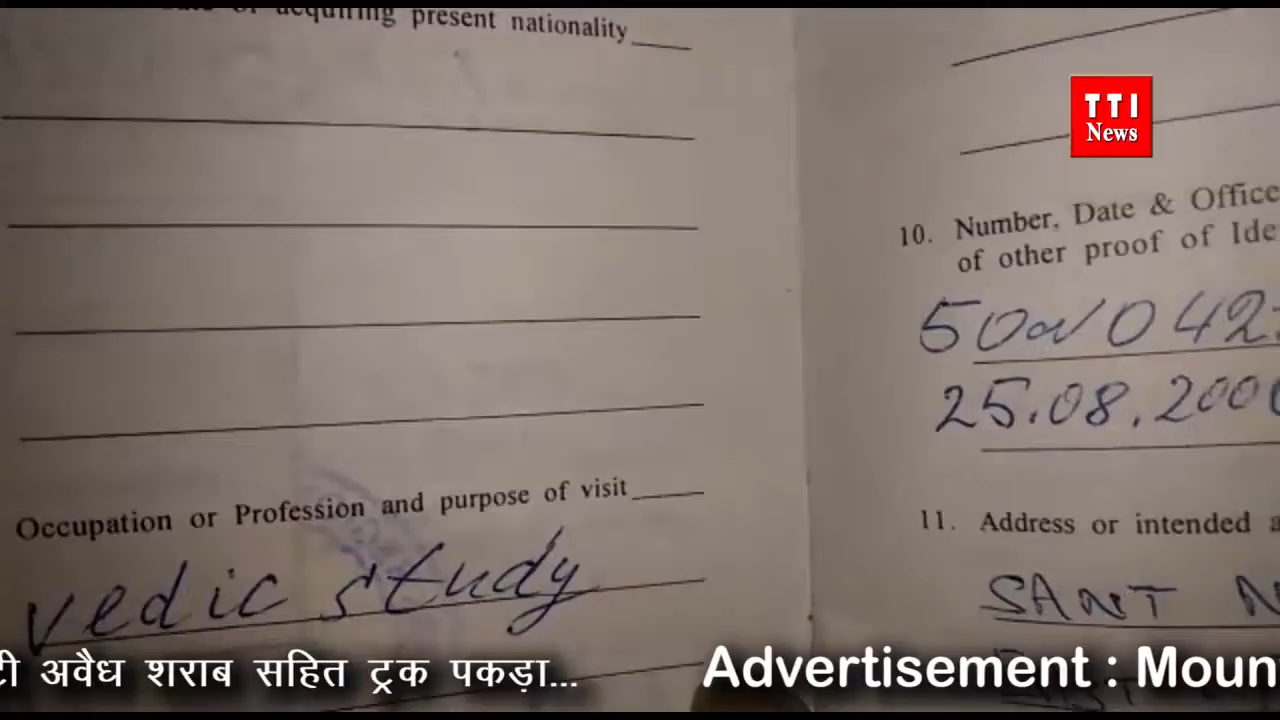 of acquiring present nationality
Occupation or Profession and purpose of visit
vedic study
T T I
News
10. Number, Date & Office
of other proof of Ide
25.08.200
11. Address or intended a
SANT N
अवैध शराब सहित ट्रक पकड़ा...
Advertisement : Moun